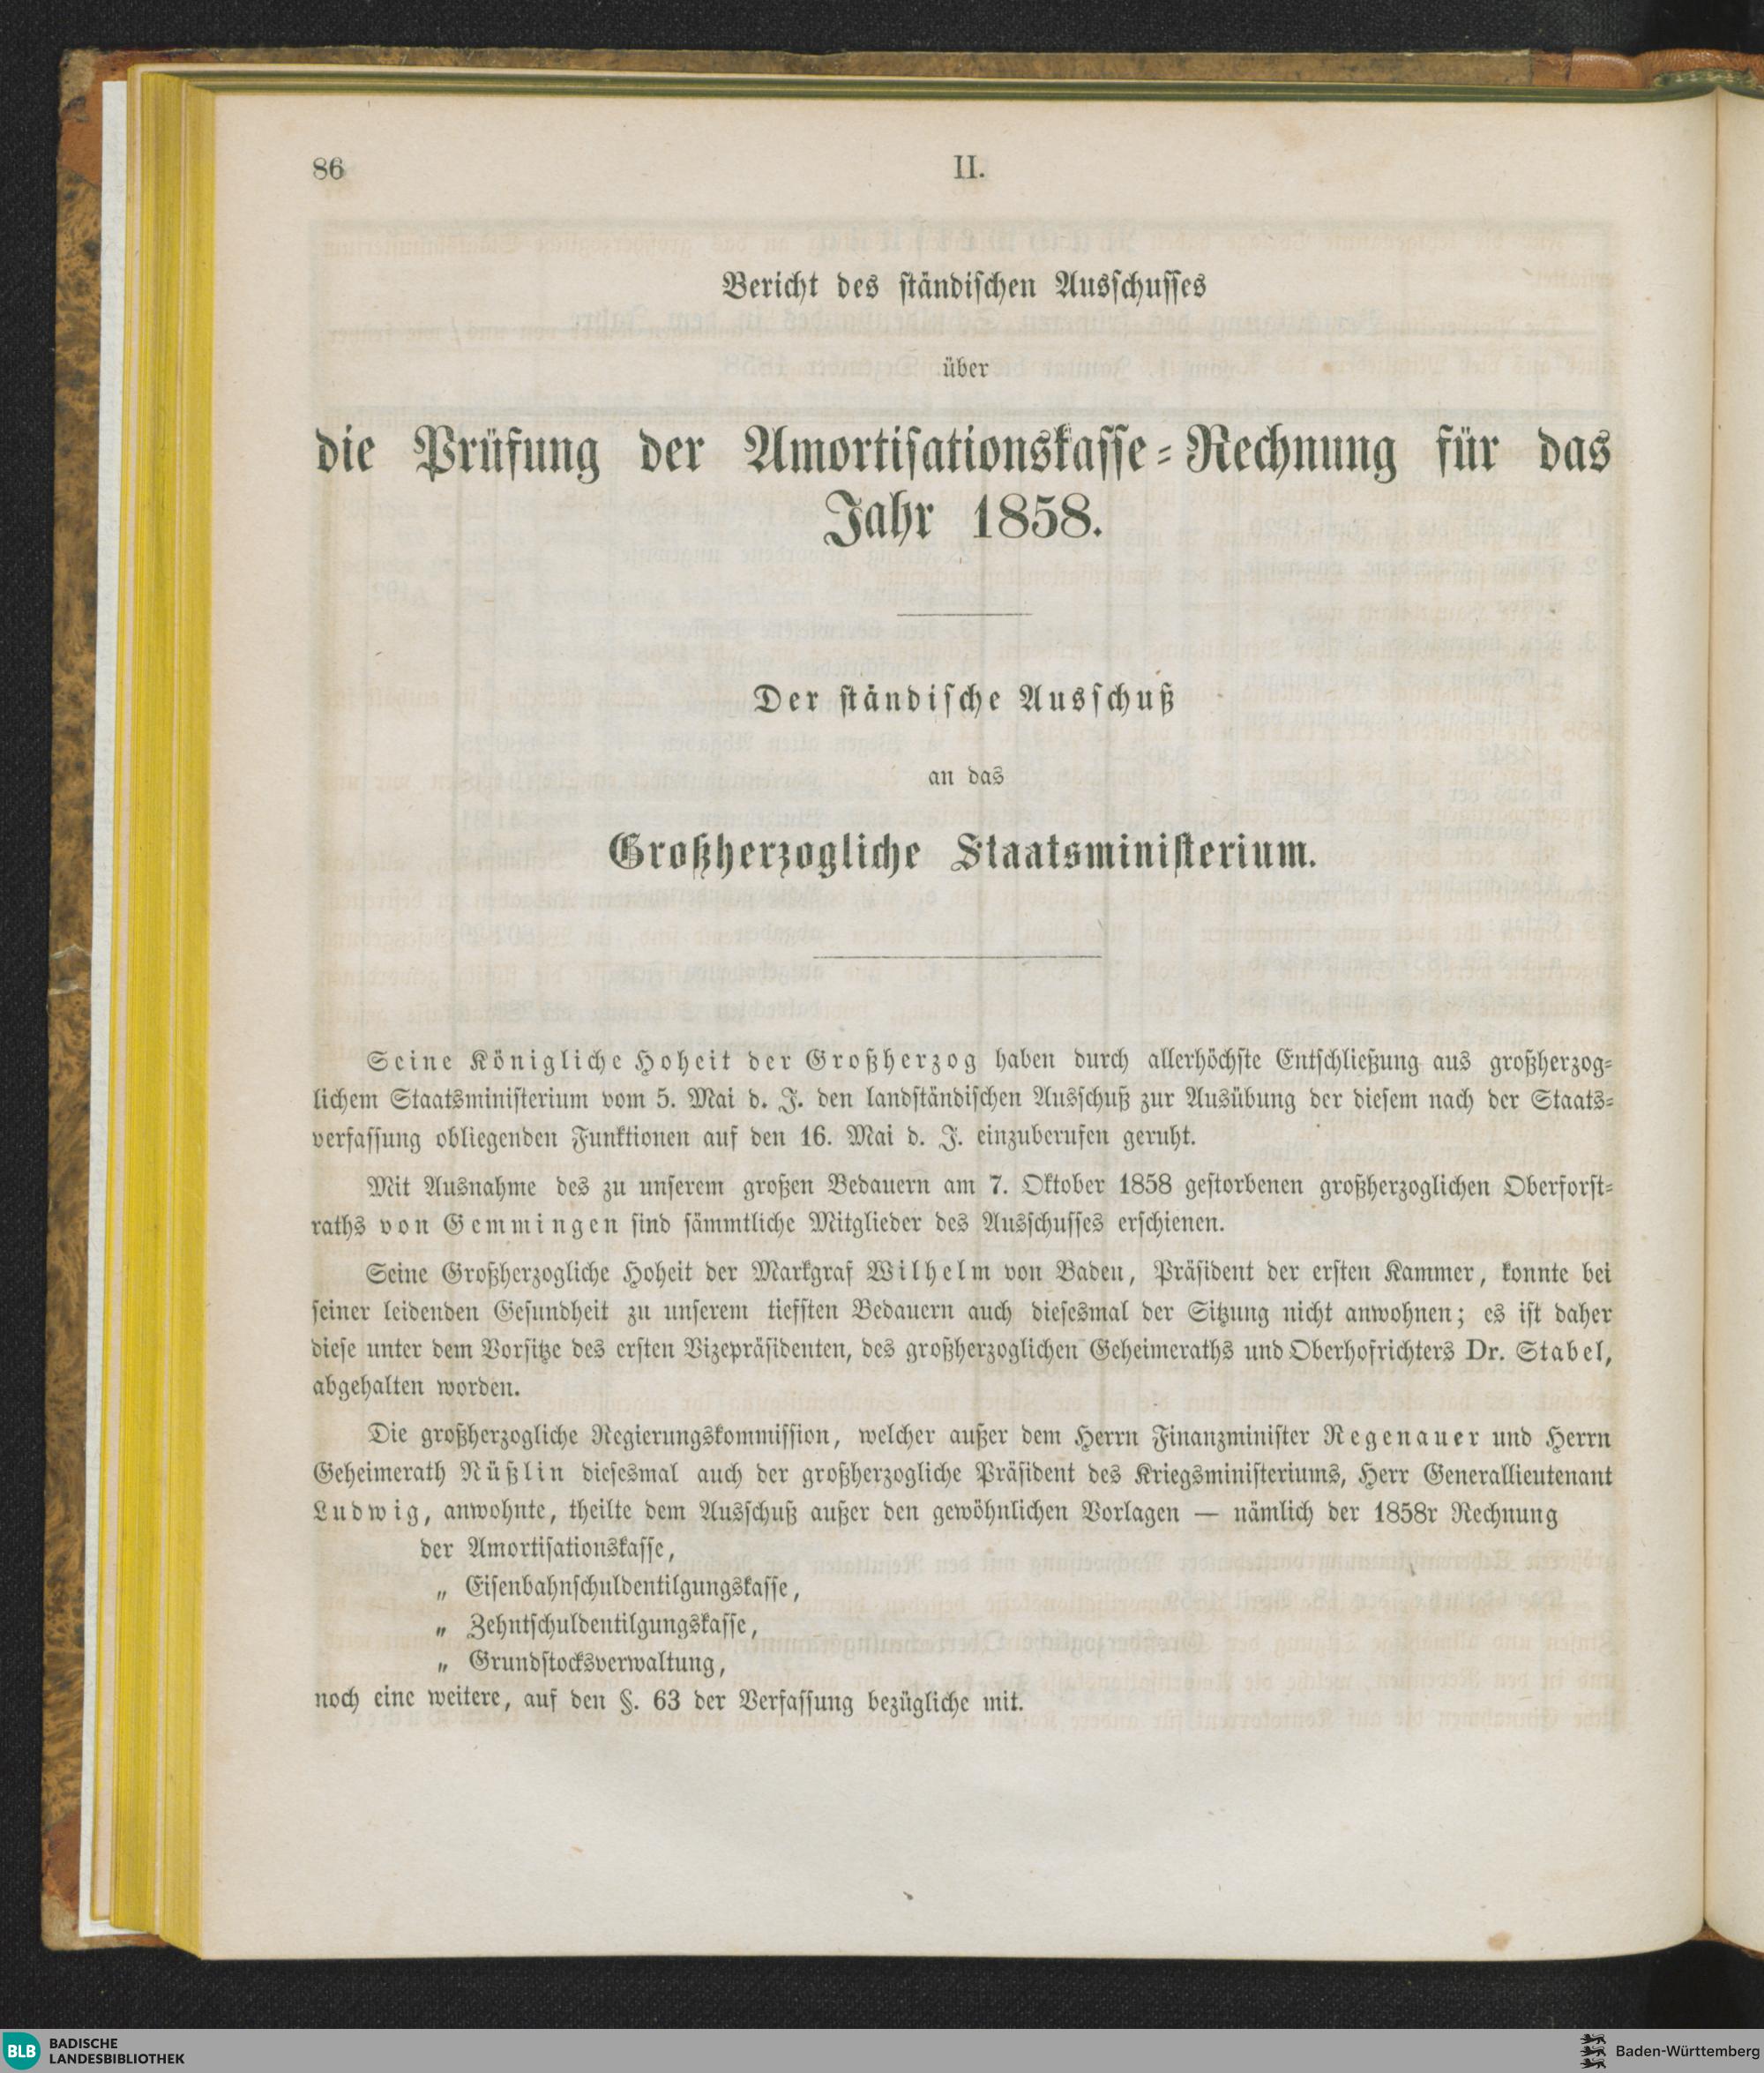 86
II.
Bericht des ständischen Ausschusses
über
die Prüfung der Amortisationskasse-Rechnung für das
Jahr 1858.
Der ständische Ausschuß
an das
Großherzogliche Staatsministerium.
Seine Königliche Hoheit der Großherzog haben durch allerhöchste Entschließung aus großherzog-
lichem Staatsministerium vom 5. Mai d. J. den landständischen Ausschuß zur Ausübung der diesem nach der Staats-
verfassung obliegenden Funktionen auf den 16. Mai d. J. einzuberufen geruht.
Mit Ausnahme des zu unserem großen Bedauern am 7. Oktober 1858 gestorbenen großherzoglichen Oberforst-
raths von Gemmingen sind sämmtliche Mitglieder des Ausschusses erschienen.
Seine Großherzogliche Hoheit der Markgraf Wilhelm von Baden, Präsident der ersten Kammer, konnte bei
seiner leidenden Gesundheit zu unserem tiefsten Bedauern auch diesesmal der Sitzung nicht anwohnen; es ist daher
diese unter dem Vorsitze des ersten Vizepräsidenten, des großherzoglichen Geheimeraths und Oberhofrichters Dr. Stabel,
abgehalten worden.
Die großherzogliche Regierungskommission, welcher außer dem Herrn Finanzminister Regenauer und Herrn
Geheimerath Nüßlin diesesmal auch der großherzogliche Präsident des Kriegsministeriums, Herr Generallieutenant
Ludwig, anwohnte, theilte dem Ausschuß außer den gewöhnlichen Vorlagen — nämlich der 1858r Rechnung
der Amortisationskasse,
„ Eisenbahnschuldentilgungskasse,
„ Zehntschuldentilgungskasse,
„ Grundstocksverwaltung,
noch eine weitere, auf den §. 63 der Verfassung bezügliche mit.
BLB BADISCHE
LANDESBIBLIOTHEK
Baden-Württemberg